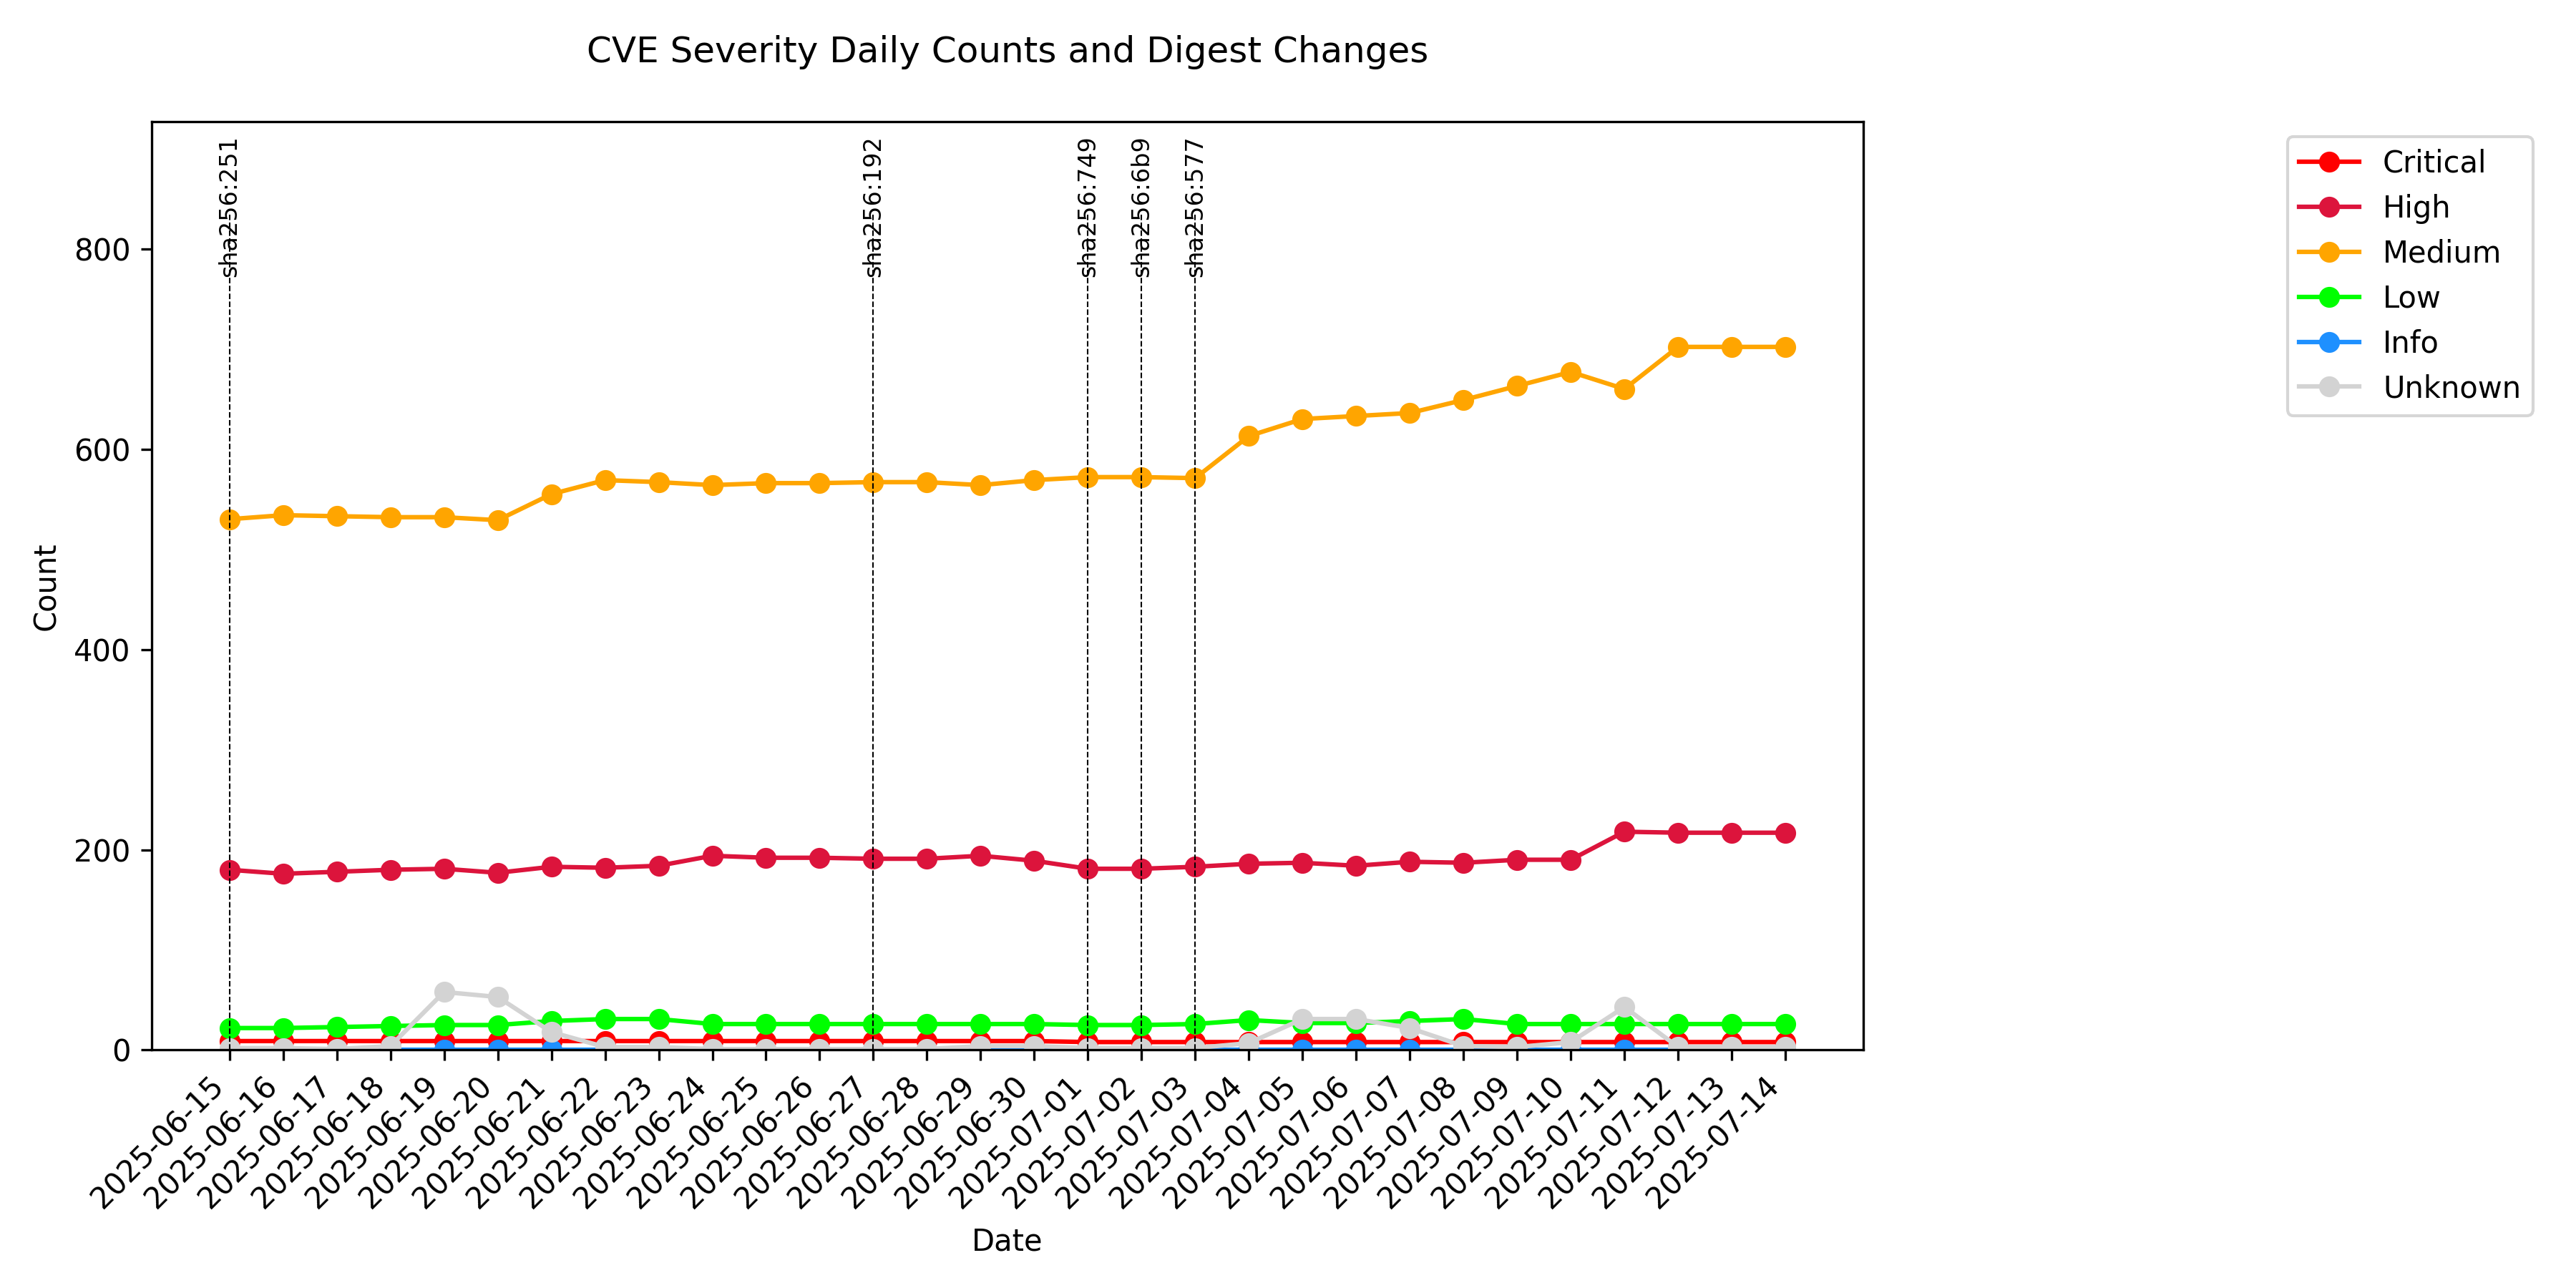 CVE Severity Daily Counts and Digest Changes
sha256:251
sha256:192
sha256:749
sha256:6b9
sha256:577
Critical
High
Medium
Low
Info
Unknown
Count
800
600
400
200
0
2025-06-15
2025-06-16
2025-06-17
2025-06-18
2025-06-19
2025-06-20
2025-06-21
2025-06-22
2025-06-23
2025-06-24
2025-06-25
2025-06-26
2025-06-27
2025-06-28
2025-06-29
2025-06-30
2025-07-01
2025-07-02
2025-07-03
2025-07-04
2025-07-05
2025-07-06
2025-07-07
2025-07-08
2025-07-09
2025-07-10
2025-07-11
2025-07-12
2025-07-13
2025-07-14
Date